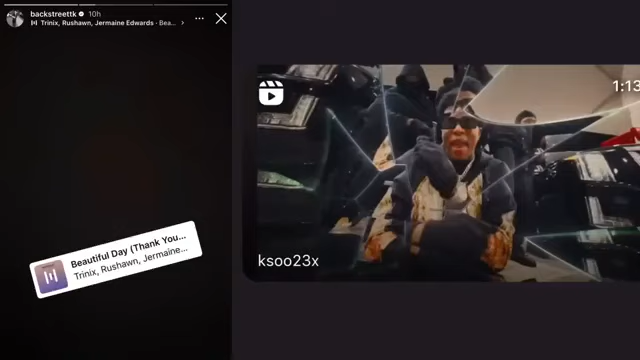 backstreettk 10h
Trinix, Rushawn, Jermaine Edwards · Bea...
Beautiful Day (Thank You...
Trinix, Rushawn, Jermaine...
1:13
ksoo23x